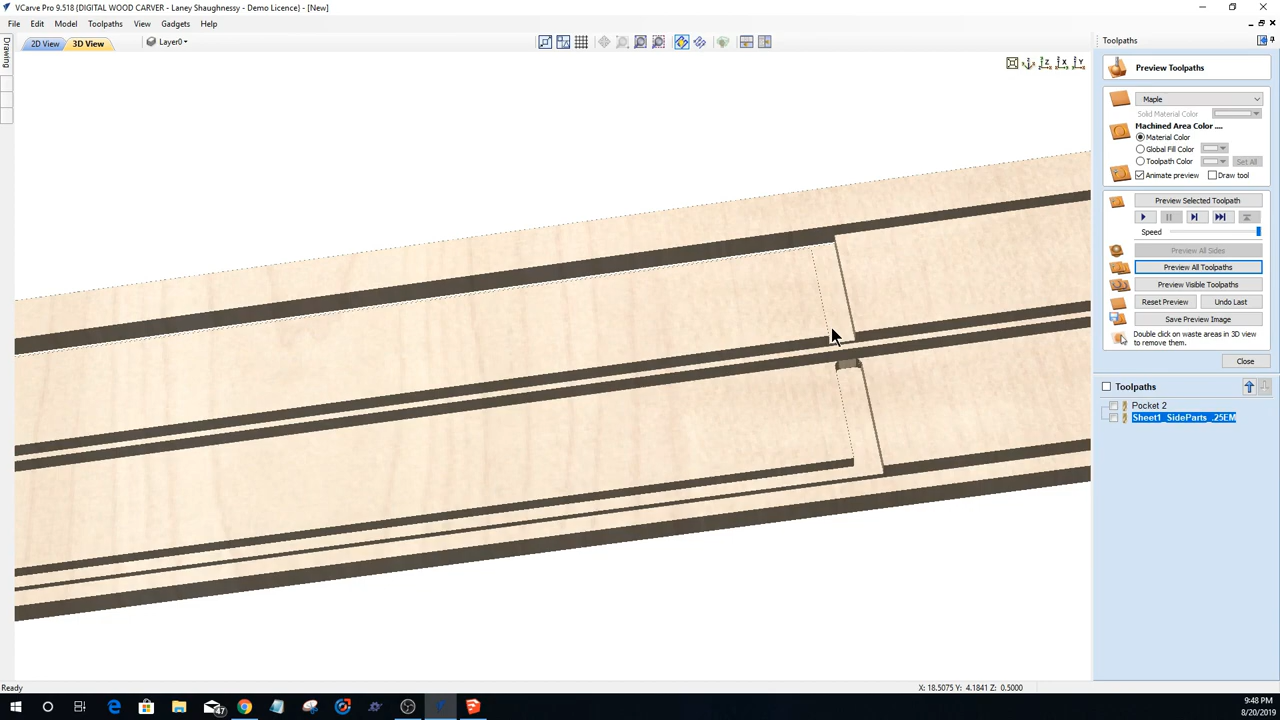 VCarve Pro 9.518 {DIGITAL WOOD CARVER - Laney Shaughnessy - Demo Licence} - [New]
File Edit Model Toolpaths View Gadgets Help
2D View 3D View Layer0
Drawing
Toolpaths
Preview Toolpaths
Maple
Solid Material Color
Machined Area Color ....
Material Color
Global Fill Color
Toolpath Color Set All
Animate preview Draw tool
Preview Selected Toolpath
Speed
Preview All Sides
Preview All Toolpaths
Preview Visible Toolpaths
Reset Preview Undo Last
Save Preview Image
Double click on waste areas in 3D view
to remove them.
Close
Toolpaths
Pocket 2
Sheet1_SideParts_.25EM
Ready X: 18.5075 Y: 4.1841 Z: 0.5000
47
9:48 PM
8/20/2019